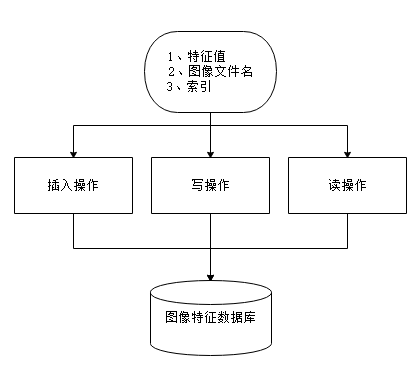 1、特征值
2、图像文件名
3、索引
插入操作
写操作
读操作
图像特征数据库